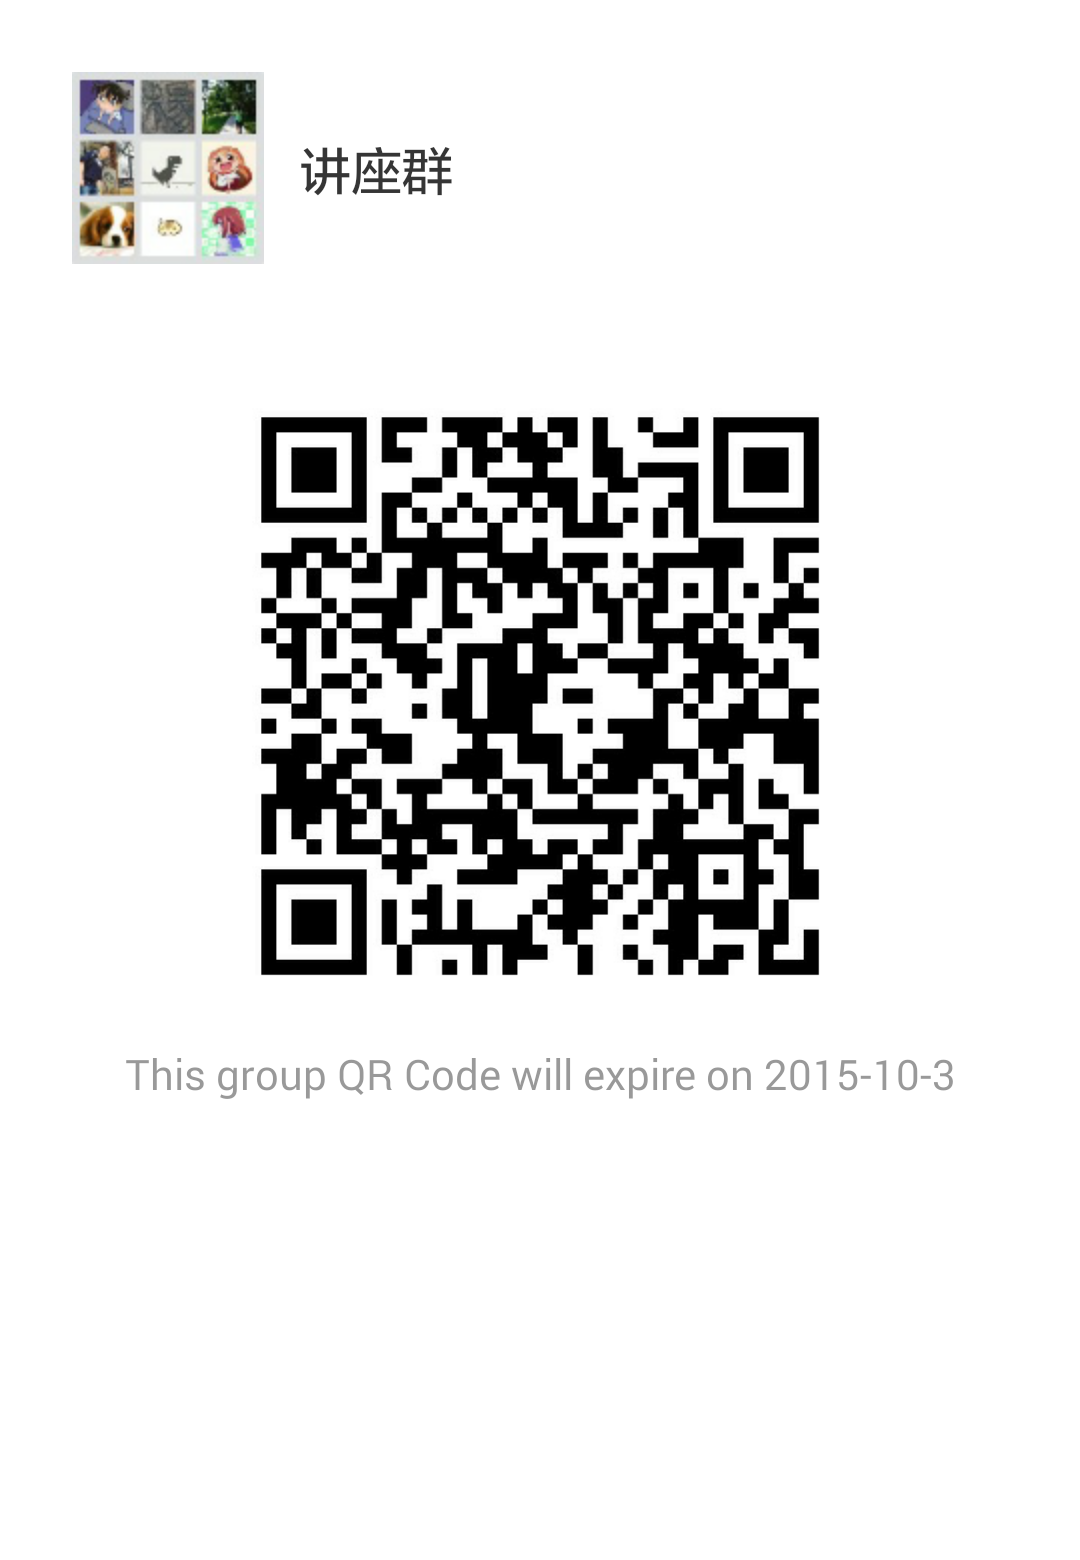 讲座群
This group QR Code will expire on 2015-10-3